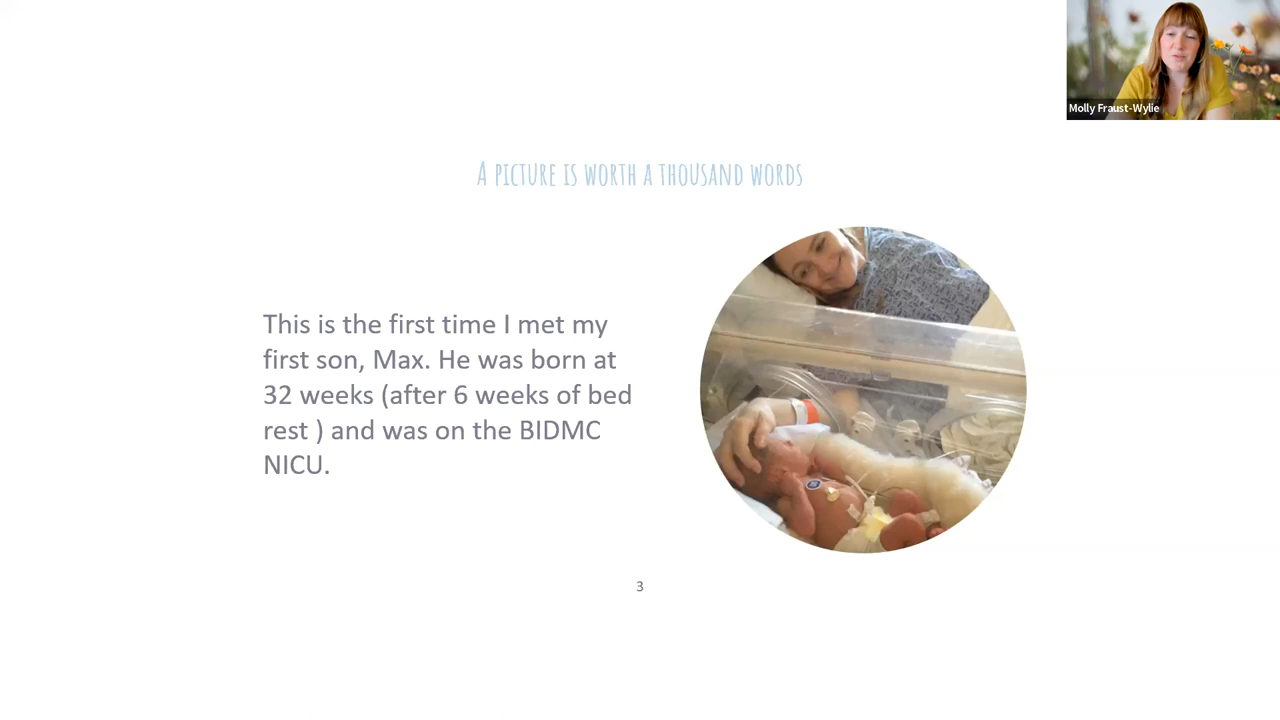 Molly Fraust-Wylie
A PICTURE IS WORTH A THOUSAND WORDS
This is the first time I met my
first son, Max. He was born at
32 weeks (after 6 weeks of bed
rest ) and was on the BIDMC
NICU.
3